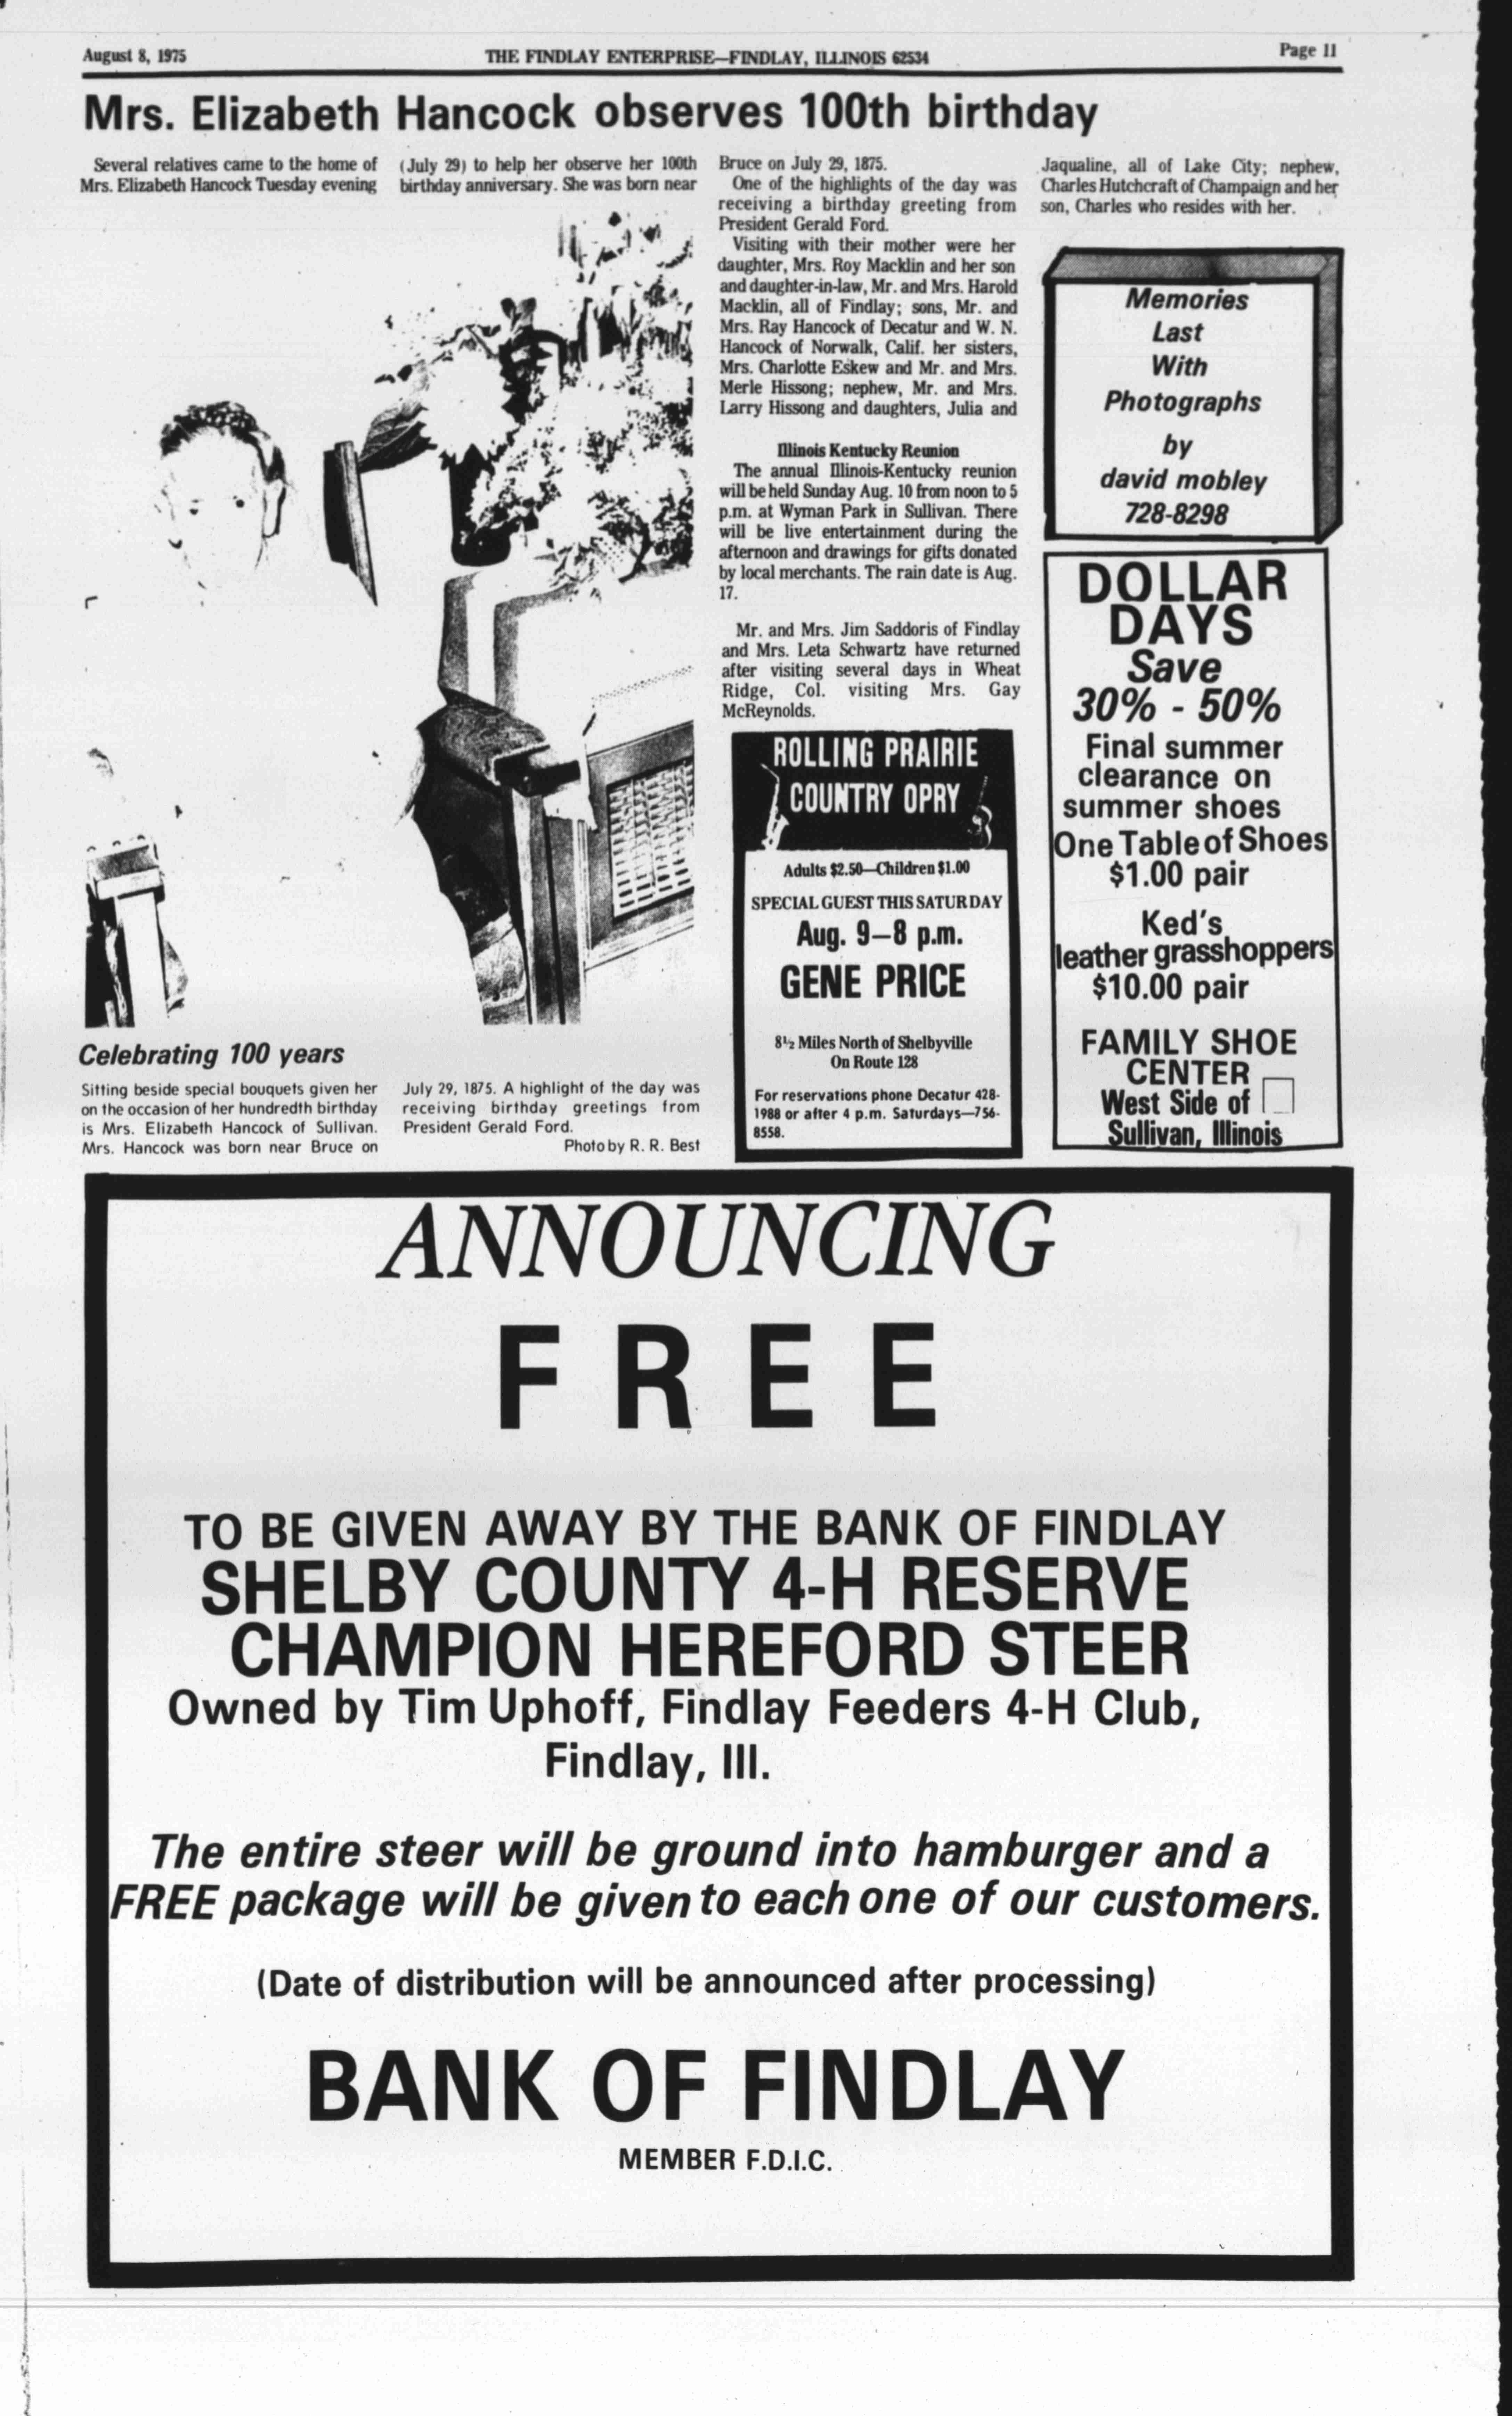 August 8, 1975
THE FINDLAY ENTERPRISE—FINDLAY, ILLINOIS 62534
Page 11
Mrs. Elizabeth Hancock observes 100th birthday
Several relatives came to the home of
Mrs. Elizabeth Hancock Tuesday evening
(July 29) to help her observe her 100th
birthday anniversary. She was born near
Bruce on July 29, 1875.
One of the highlights of the day was
receiving a birthday greeting from
President Gerald Ford.
Visiting with their mother were her
daughter, Mrs. Roy Macklin and her son
and daughter-in-law, Mr. and Mrs. Harold
Macklin, all of Findlay; sons, Mr. and
Mrs. Ray Hancock of Decatur and W. N.
Hancock of Norwalk, Calif. her sisters,
Mrs. Charlotte Eskew and Mr. and Mrs.
Merle Hissong; nephew, Mr. and Mrs.
Larry Hissong and daughters, Julia and
Jaqualine, all of Lake City; nephew,
Charles Hutchcraft of Champaign and her
son, Charles who resides with her.
Celebrating 100 years
Sitting beside special bouquets given her
on the occasion of her hundredth birthday
is Mrs. Elizabeth Hancock of Sullivan.
Mrs. Hancock was born near Bruce on
July 29, 1875. A highlight of the day was
receiving birthday greetings from
President Gerald Ford.
Photo by R. R. Best
Illinois Kentucky Reunion
The annual Illinois-Kentucky reunion
will be held Sunday Aug. 10 from noon to 5
p.m. at Wyman Park in Sullivan. There
will be live entertainment during the
afternoon and drawings for gifts donated
by local merchants. The rain date is Aug.
17.
Mr. and Mrs. Jim Saddoris of Findlay
and Mrs. Leta Schwartz have returned
after visiting several days in Wheat
Ridge, Col. visiting Mrs. Gay
McReynolds.
ROLLING PRAIRIE
COUNTRY OPRY
Adults $2.50—Children $1.00
SPECIAL GUEST THIS SATURDAY
Aug. 9—8 p.m.
GENE PRICE
8½ Miles North of Shelbyville
On Route 128
For reservations phone Decatur 428-
1988 or after 4 p.m. Saturdays—756-
8558.
Memories
Last
With
Photographs
by
david mobley
728-8298
DOLLAR
DAYS
Save
30% - 50%
Final summer
clearance on
summer shoes
One Table of Shoes
$1.00 pair
Ked's
leather grasshoppers
$10.00 pair
FAMILY SHOE
CENTER
West Side of
Sullivan, Illinois
ANNOUNCING
FREE
TO BE GIVEN AWAY BY THE BANK OF FINDLAY
SHELBY COUNTY 4-H RESERVE
CHAMPION HEREFORD STEER
Owned by Tim Uphoff, Findlay Feeders 4-H Club,
Findlay, Ill.
The entire steer will be ground into hamburger and a
FREE package will be given to each one of our customers.
(Date of distribution will be announced after processing)
BANK OF FINDLAY
MEMBER F.D.I.C.